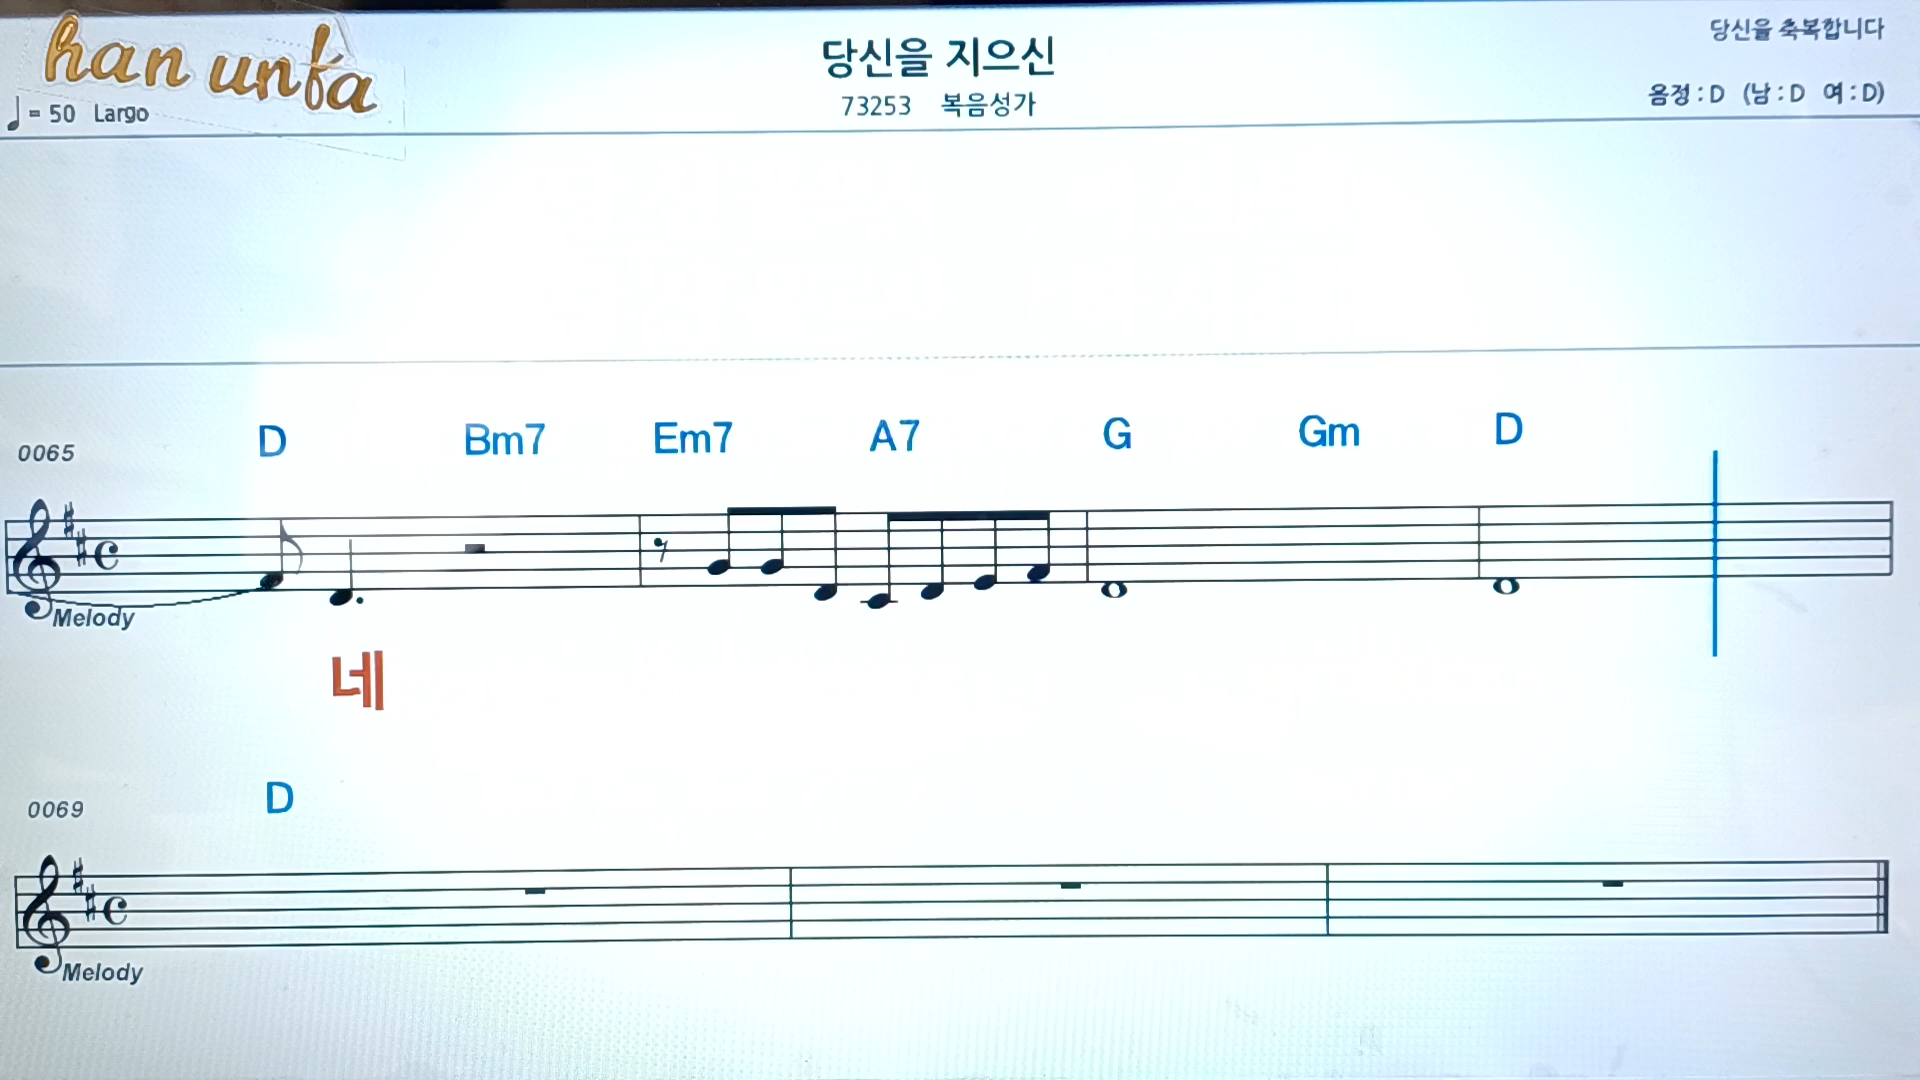 han unfa
당신을 지으신
당신을 축복합니다
♩ = 50 Largo
73253 복음성가
음정 : D (남 : D 여 : D)
0065 D Bm7 Em7 A7 G Gm D
Melody
네
0069 D
Melody